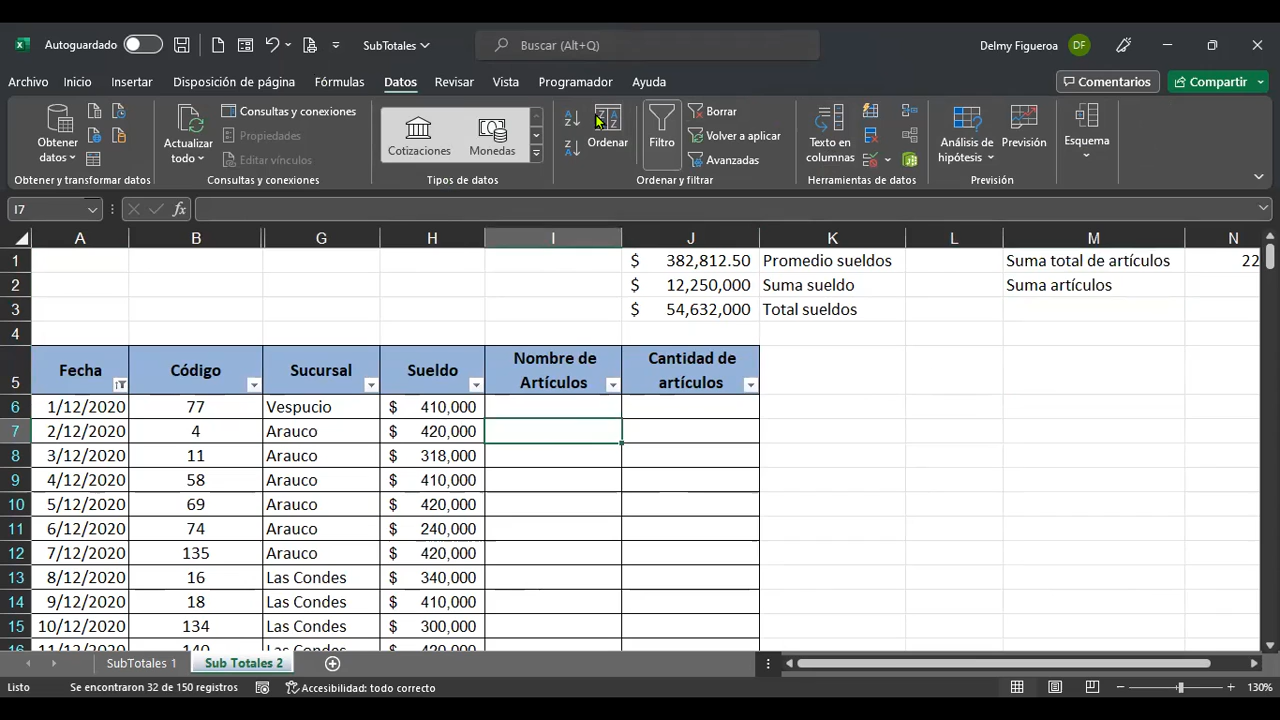 Autoguardado SubTotales Buscar (Alt+Q) Delmy Figueroa DF
Archivo Inicio Insertar Disposición de página Fórmulas Datos Revisar Vista Programador Ayuda Comentarios Compartir
Obtener datos
Actualizar todo
Consultas y conexiones
Propiedades
Editar vínculos
Cotizaciones Monedas
Ordenar
Filtro
Borrar
Volver a aplicar
Avanzadas
Texto en columnas
Análisis de hipótesis
Previsión
Esquema
Obtener y transformar datos Consultas y conexiones Tipos de datos Ordenar y filtrar Herramientas de datos Previsión
I7 fx
A B G H I J K L M N
1 $ 382,812.50 Promedio sueldos Suma total de artículos 22
2 $ 12,250,000 Suma sueldo Suma artículos
3 $ 54,632,000 Total sueldos
4
5 Fecha Código Sucursal Sueldo Nombre de Artículos Cantidad de artículos
6 1/12/2020 77 Vespucio $ 410,000
7 2/12/2020 4 Arauco $ 420,000
8 3/12/2020 11 Arauco $ 318,000
9 4/12/2020 58 Arauco $ 410,000
10 5/12/2020 69 Arauco $ 420,000
11 6/12/2020 74 Arauco $ 240,000
12 7/12/2020 135 Arauco $ 420,000
13 8/12/2020 16 Las Condes $ 340,000
14 9/12/2020 18 Las Condes $ 410,000
15 10/12/2020 134 Las Condes $ 300,000
16 11/12/2020 140 Las Condes $ 420,000
SubTotales 1 Sub Totales 2
Listo Se encontraron 32 de 150 registros Accesibilidad: todo correcto 130%